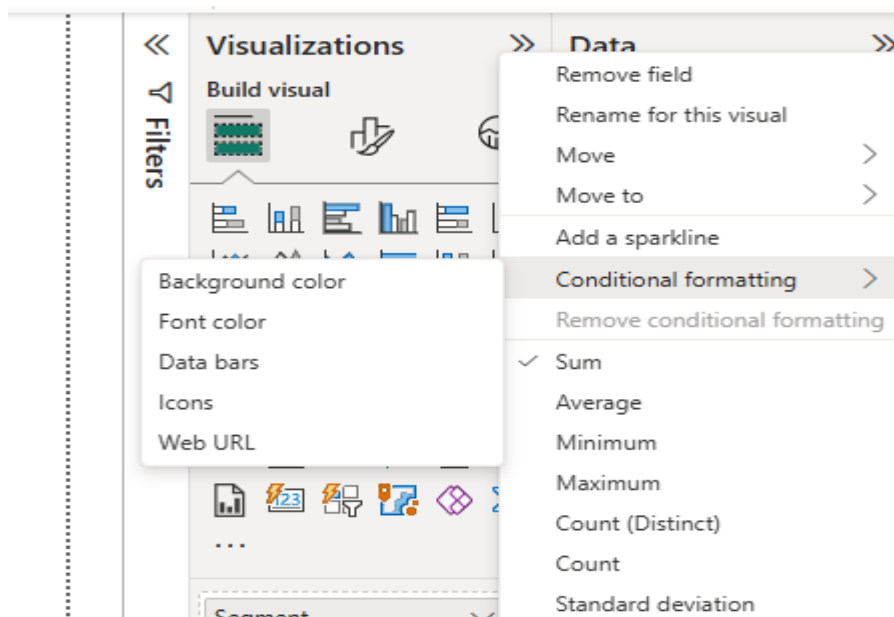 Visualizations
Data
Build visual
Filters
Remove field
Rename for this visual
Move
Move to
Add a sparkline
Conditional formatting
Remove conditional formatting
Background color
Font color
Data bars
Icons
Web URL
Sum
Average
Minimum
Maximum
Count (Distinct)
Count
Standard deviation
123
Segment